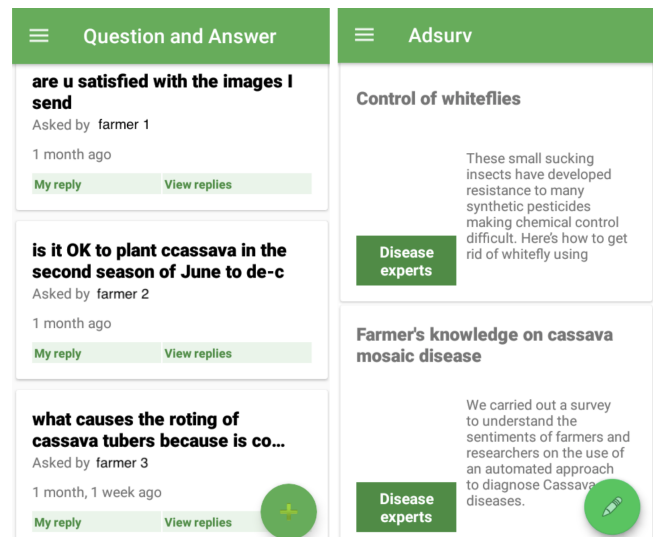 Question and Answer
are u satisfied with the images I
send
Asked by farmer 1
1 month ago
My reply View replies
is it OK to plant ccassava in the
second season of June to de-c
Asked by farmer 2
1 month ago
My reply View replies
what causes the roting of
cassava tubers because is co...
Asked by farmer 3
1 month, 1 week ago
My reply View replies
Adsurv
Control of whiteflies
These small sucking
insects have developed
resistance to many
synthetic pesticides
making chemical control
difficult. Here's how to get
rid of whitefly using
Disease
experts
Farmer's knowledge on cassava
mosaic disease
We carried out a survey
to understand the
sentiments of farmers and
researchers on the use of
an automated approach
to diagnose Cassava
diseases.
Disease
experts